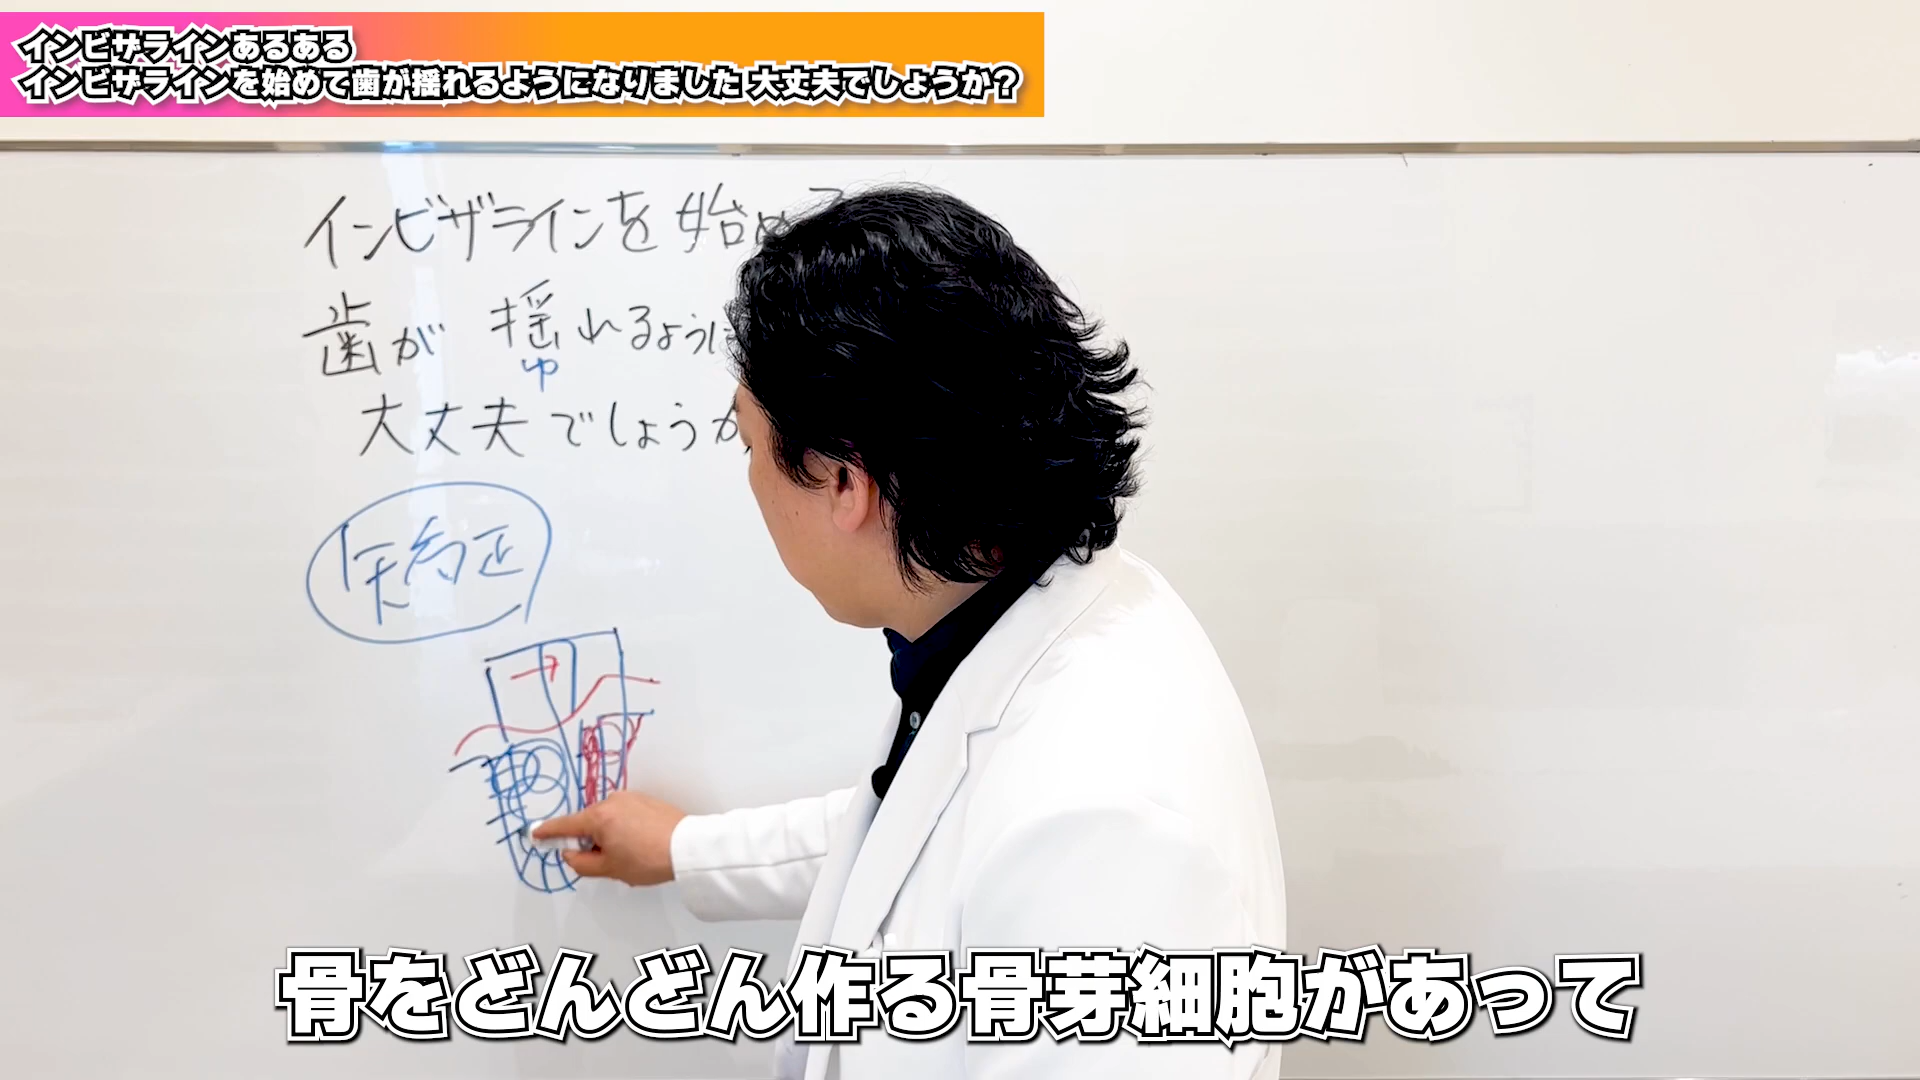 インビザラインあるある
インビザラインを始めて歯が揺れるようになりました 大丈夫でしょうか？
インビザラインを始めて
歯が 揺れるように
ゆ
大丈夫でしょうか
矯正
骨をどんどん作る骨芽細胞があって